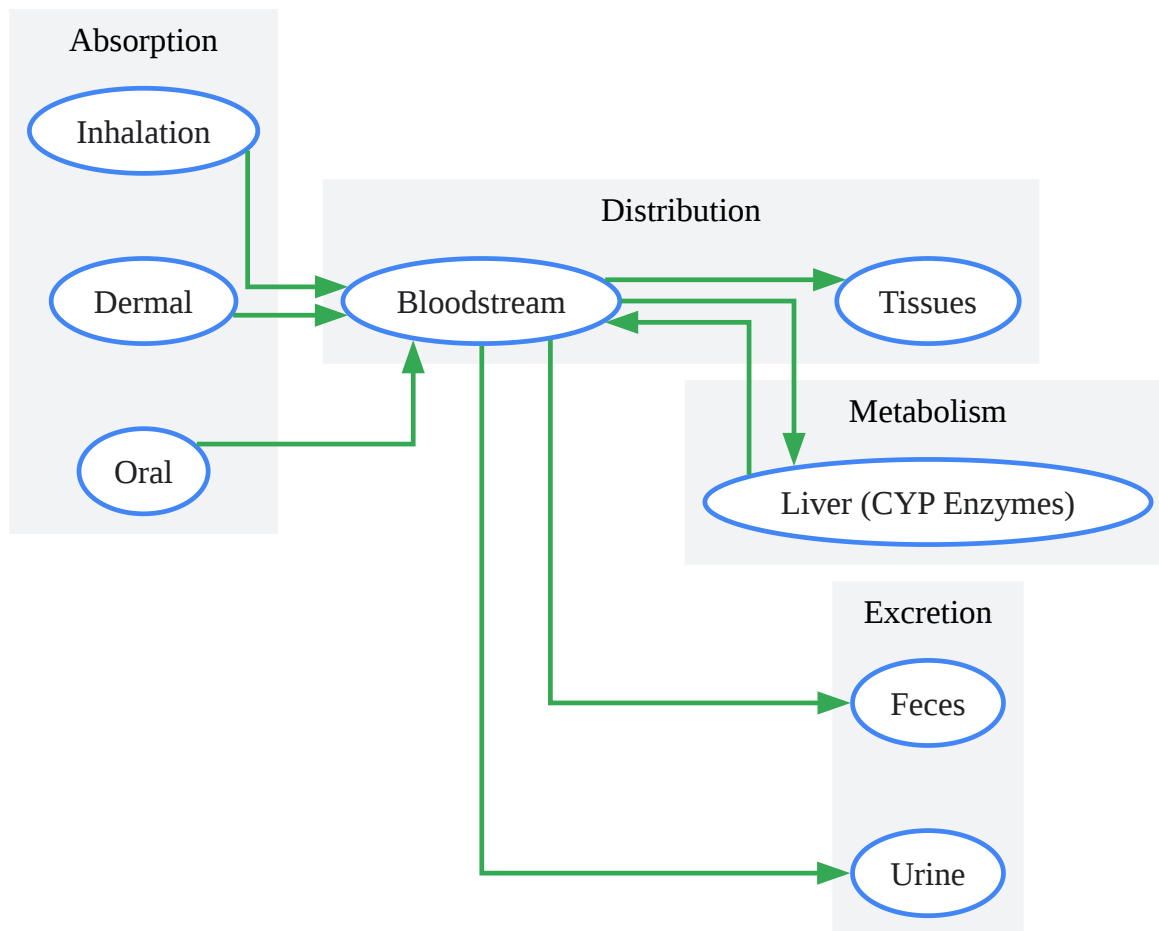 Absorption
Inhalation
Dermal
Oral
Distribution
Bloodstream
Tissues
Metabolism
Liver (CYP Enzymes)
Excretion
Feces
Urine